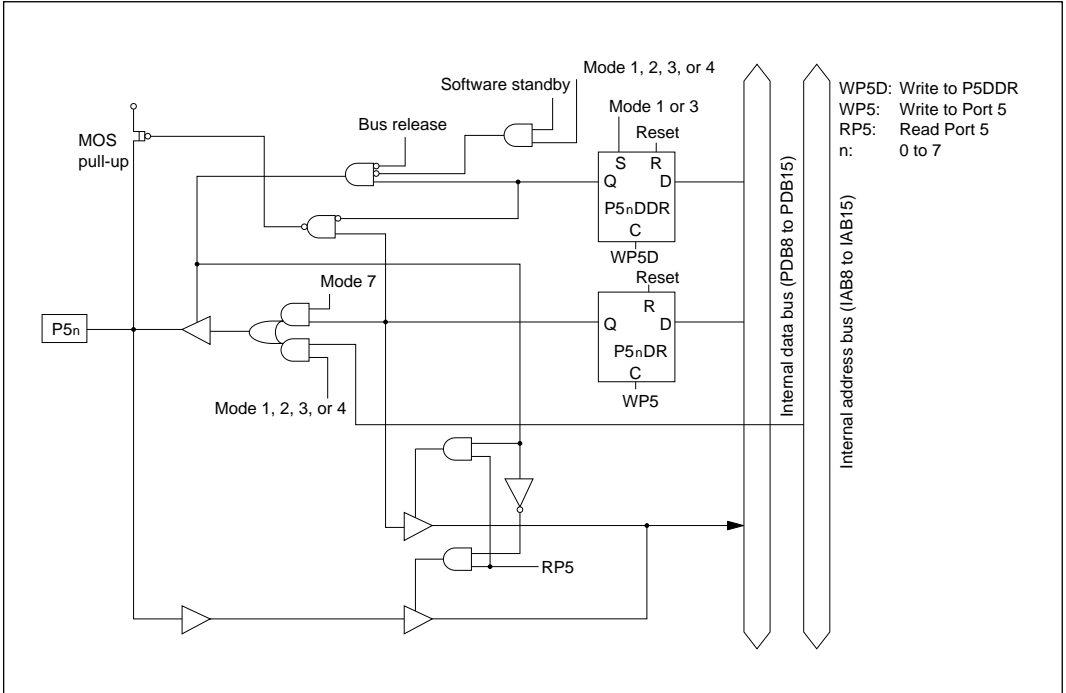 Mode 1, 2, 3, or 4
Software standby
Mode 1 or 3
Bus release
Reset
MOS
pull-up
S R
Q D
P5nDDR
C
WP5D
Reset
Mode 7
R
P5n
Q D
P5nDR
C
WP5
Mode 1, 2, 3, or 4
RP5
Internal data bus (PDB8 to PDB15)
Internal address bus (IAB8 to IAB15)
WP5D: Write to P5DDR
WP5: Write to Port 5
RP5: Read Port 5
n: 0 to 7